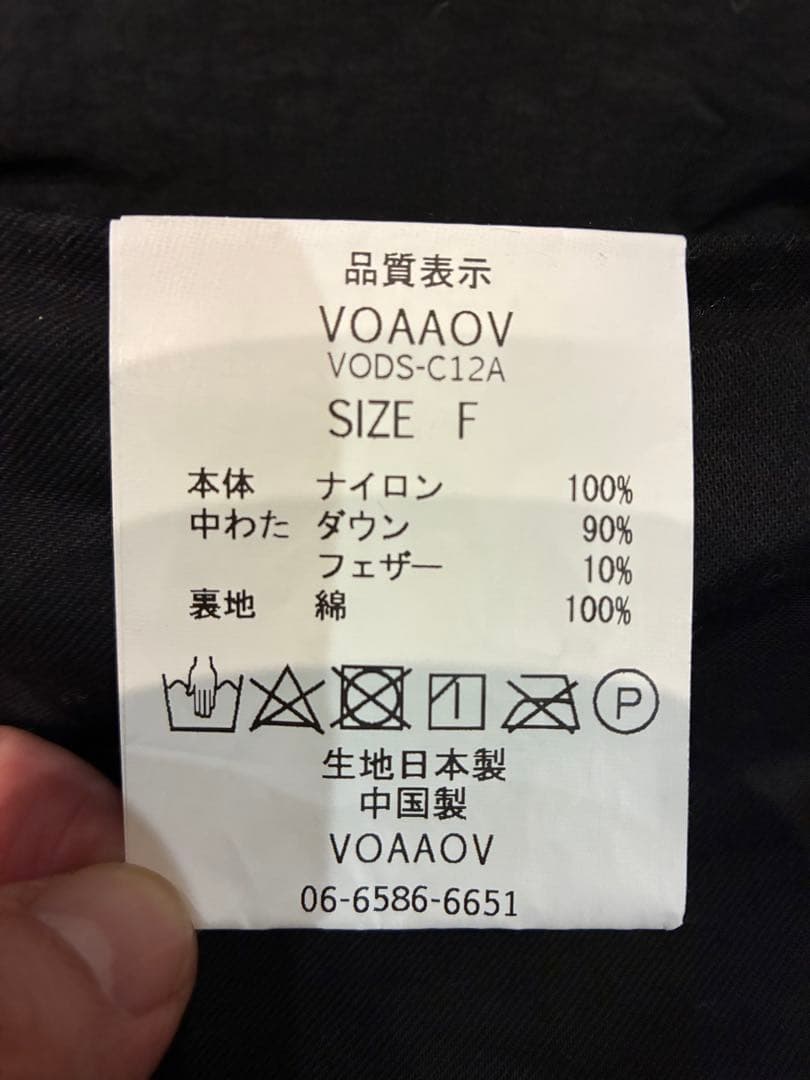 品質表示
VOAAOV
VODS-C12A
SIZE F
本体 ナイロン 100%
中わた ダウン 90%
フェザー 10%
裏地 綿 100%
P
生地日本製
中国製
VOAAOV
06-6586-6651